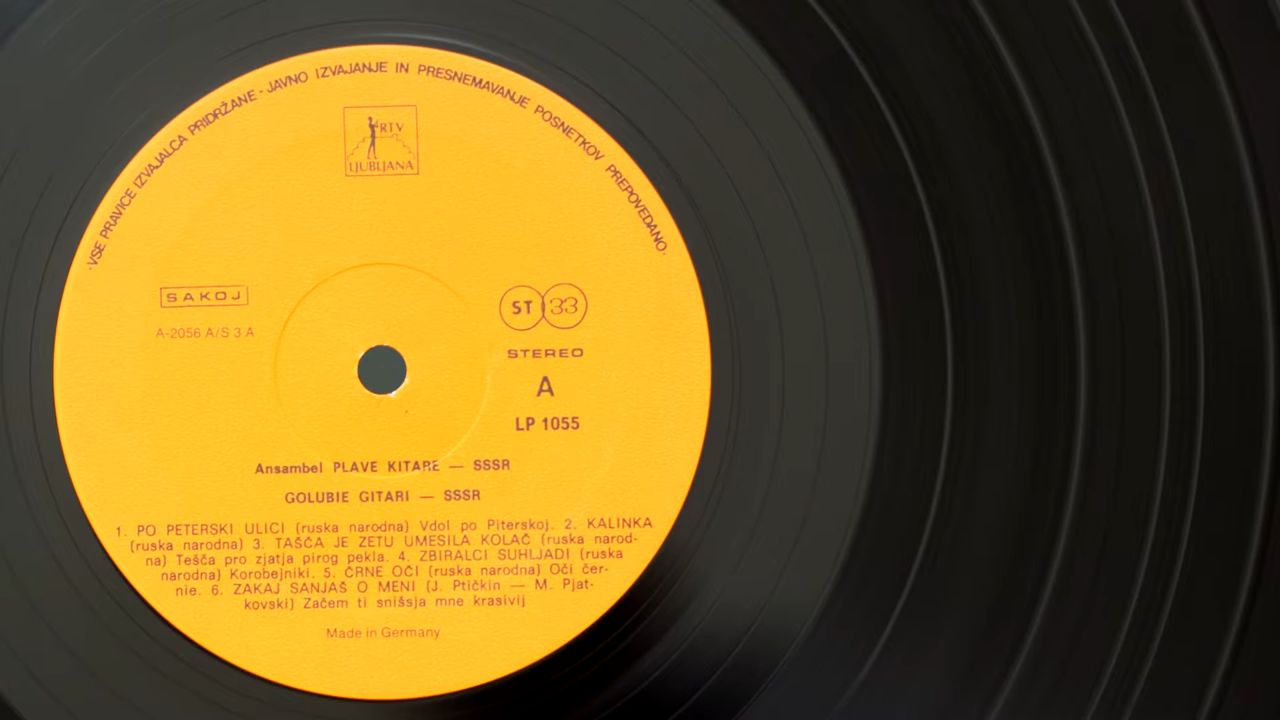 ·VSE PRAVICE IZVAJALCA PRIDRŽANE - JAVNO IZVAJANJE IN PRESNEMAVANJE POSNETKOV PREPOVEDANO·
RTV
LJUBLJANA
SAKOJ
A-2056 A/S 3 A
ST 33
STEREO
A
LP 1055
Ansambel PLAVE KITARE — SSSR
GOLUBIE GITARI — SSSR
1. PO PETERSKI ULICI (ruska narodna) Vdol po Piterskoj. 2. KALINKA
(ruska narodna) 3. TAŠČA JE ZETU UMESILA KOLAČ (ruska narod-
na) Tešča pro zjatja pirog pekla. 4. ZBIRALCI SUHLJADI (ruska
narodna) Korobejniki. 5. ČRNE OČI (ruska narodna) Oči čer-
nie. 6. ZAKAJ SANJAŠ O MENI (J. Ptičkin — M. Pjat-
kovski) Začem ti snišsja mne krasivij
Made in Germany